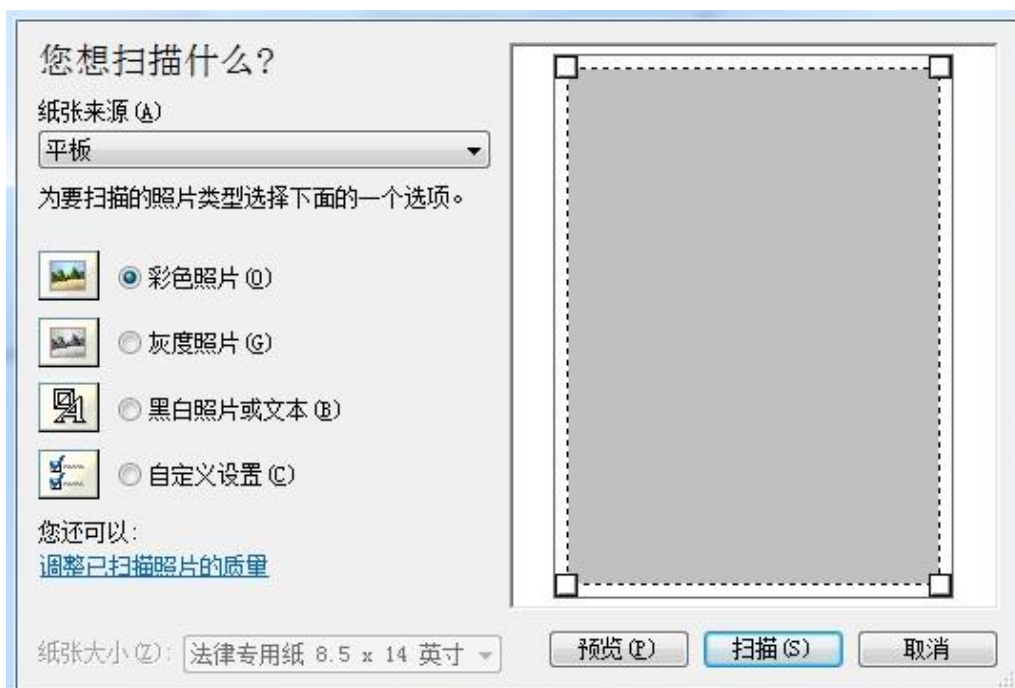 您想扫描什么?
纸张来源(A)
平板
为要扫描的照片类型选择下面的一个选项。
彩色照片(O)
灰度照片(G)
黑白照片或文本(B)
自定义设置(C)
您还可以:
调整已扫描照片的质量
纸张大小(Z): 法律专用纸 8.5 x 14 英寸
预览(P) 扫描(S) 取消